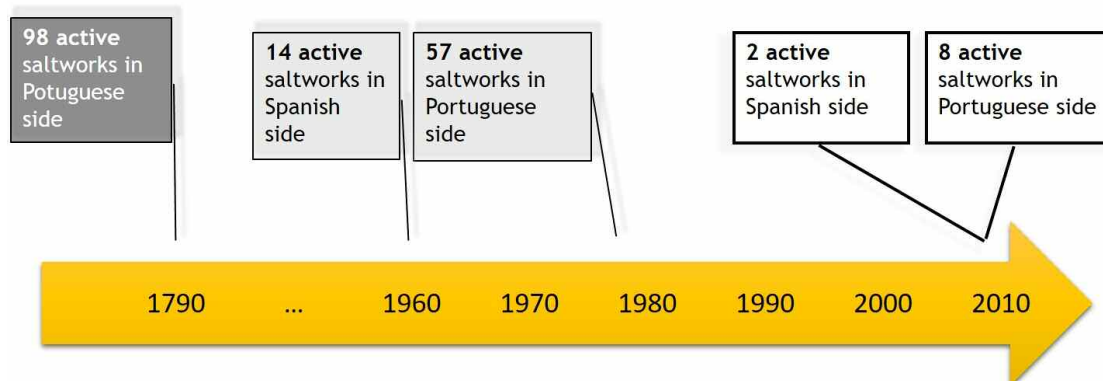 98 active
saltworks in
Potuguese
side
14 active
saltworks in
Spanish
side
57 active
saltworks in
Portuguese
side
2 active
saltworks in
Spanish side
8 active
saltworks in
Portuguese side
1790 ... 1960 1970 1980 1990 2000 2010